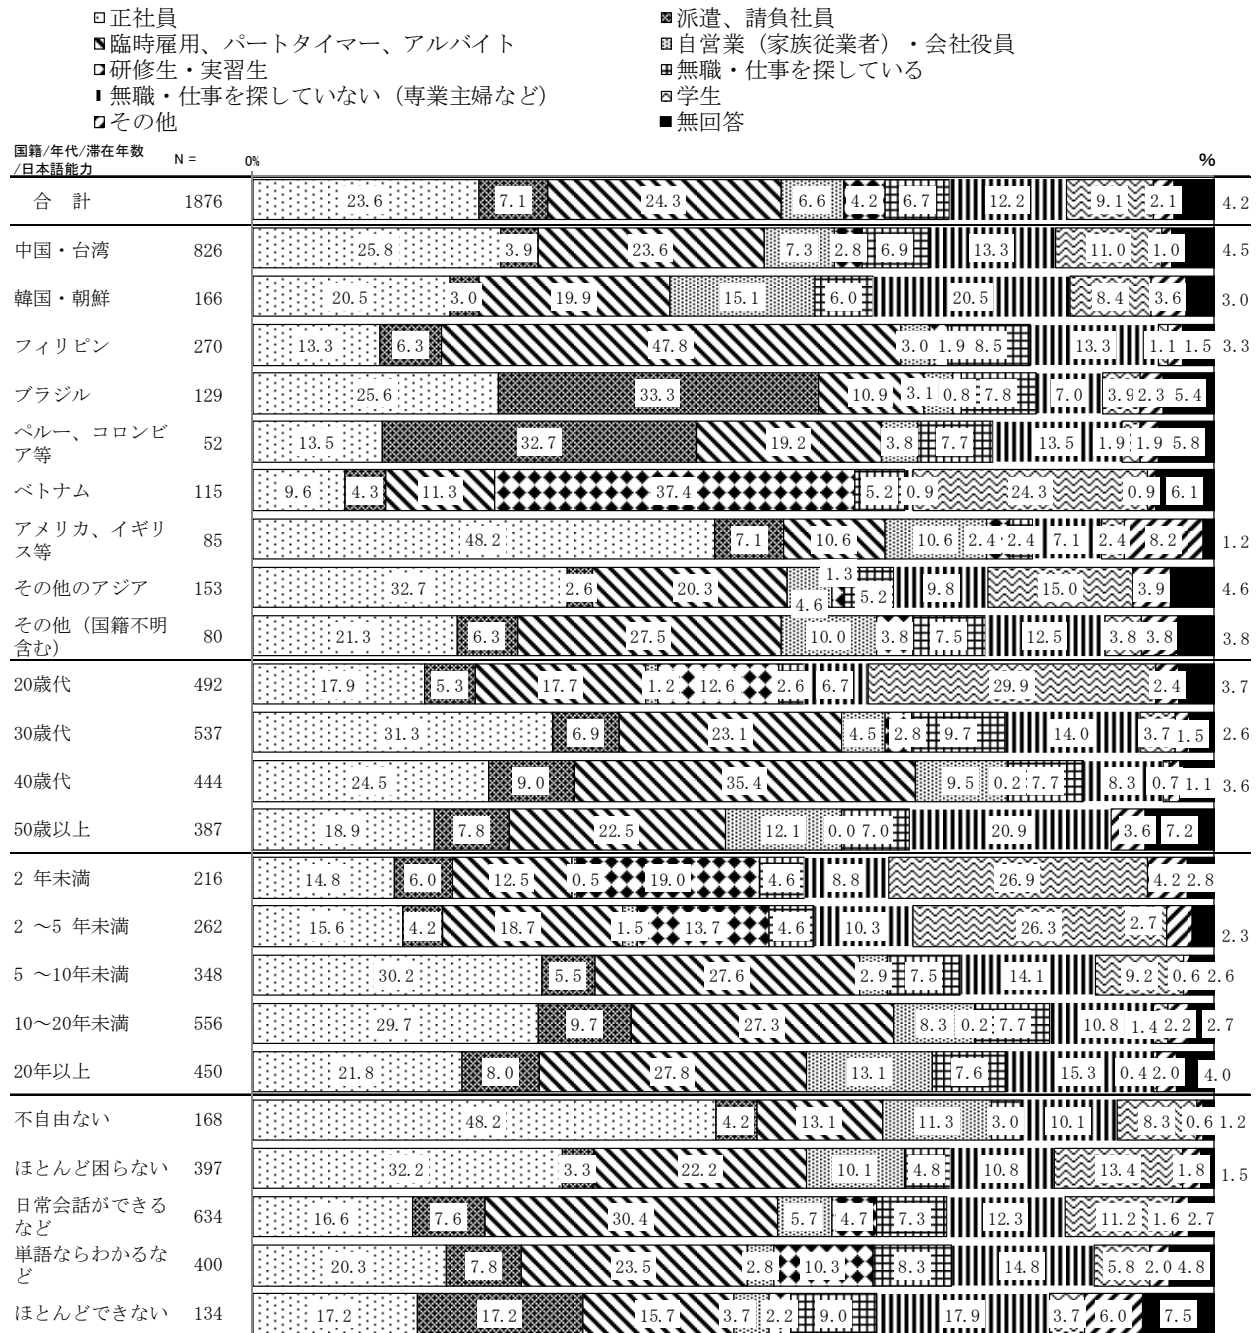 正社員 派遣、請負社員
臨時雇用、パートタイマー、アルバイト 自営業（家族従業者）・会社役員
研修生・実習生 無職・仕事を探している
無職・仕事を探していない（専業主婦など） 学生
その他 無回答
国籍/年代/滞在年数
/日本語能力 N = 0% %
合 計 1876 23.6 7.1 24.3 6.6 4.2 6.7 12.2 9.1 2.1 4.2
中国・台湾 826 25.8 3.9 23.6 7.3 2.8 6.9 13.3 11.0 1.0 4.5
韓国・朝鮮 166 20.5 3.0 19.9 15.1 6.0 20.5 8.4 3.6 3.0
フィリピン 270 13.3 6.3 47.8 3.0 1.9 8.5 13.3 1.1 1.5 3.3
ブラジル 129 25.6 33.3 10.9 3.1 0.8 7.8 7.0 3.9 2.3 5.4
ペルー、コロンビ
ア等 52 13.5 32.7 19.2 3.8 7.7 13.5 1.9 1.9 5.8
ベトナム 115 9.6 4.3 11.3 37.4 5.2 0.9 24.3 0.9 6.1
アメリカ、イギリ
ス等 85 48.2 7.1 10.6 10.6 2.4 2.4 7.1 2.4 8.2 1.2
その他のアジア 153 32.7 2.6 20.3 4.6 1.3 5.2 9.8 15.0 3.9 4.6
その他（国籍不明
含む） 80 21.3 6.3 27.5 10.0 3.8 7.5 12.5 3.8 3.8 3.8
20歳代 492 17.9 5.3 17.7 1.2 12.6 2.6 6.7 29.9 2.4 3.7
30歳代 537 31.3 6.9 23.1 4.5 2.8 9.7 14.0 3.7 1.5 2.6
40歳代 444 24.5 9.0 35.4 9.5 0.2 7.7 8.3 0.7 1.1 3.6
50歳以上 387 18.9 7.8 22.5 12.1 0.0 7.0 20.9 3.6 7.2
2 年未満 216 14.8 6.0 12.5 0.5 19.0 4.6 8.8 26.9 4.2 2.8
2 ～5 年未満 262 15.6 4.2 18.7 1.5 13.7 4.6 10.3 26.3 2.7 2.3
5 ～10年未満 348 30.2 5.5 27.6 2.9 7.5 14.1 9.2 0.6 2.6
10～20年未満 556 29.7 9.7 27.3 8.3 0.2 7.7 10.8 1.4 2.2 2.7
20年以上 450 21.8 8.0 27.8 13.1 7.6 15.3 0.4 2.0 4.0
不自由ない 168 48.2 4.2 13.1 11.3 3.0 10.1 8.3 0.6 1.2
ほとんど困らない 397 32.2 3.3 22.2 10.1 4.8 10.8 13.4 1.8 1.5
日常会話ができる
など 634 16.6 7.6 30.4 5.7 4.7 7.3 12.3 11.2 1.6 2.7
単語ならわかるな
ど 400 20.3 7.8 23.5 2.8 10.3 8.3 14.8 5.8 2.0 4.8
ほとんどできない 134 17.2 17.2 15.7 3.7 2.2 9.0 17.9 3.7 6.0 7.5